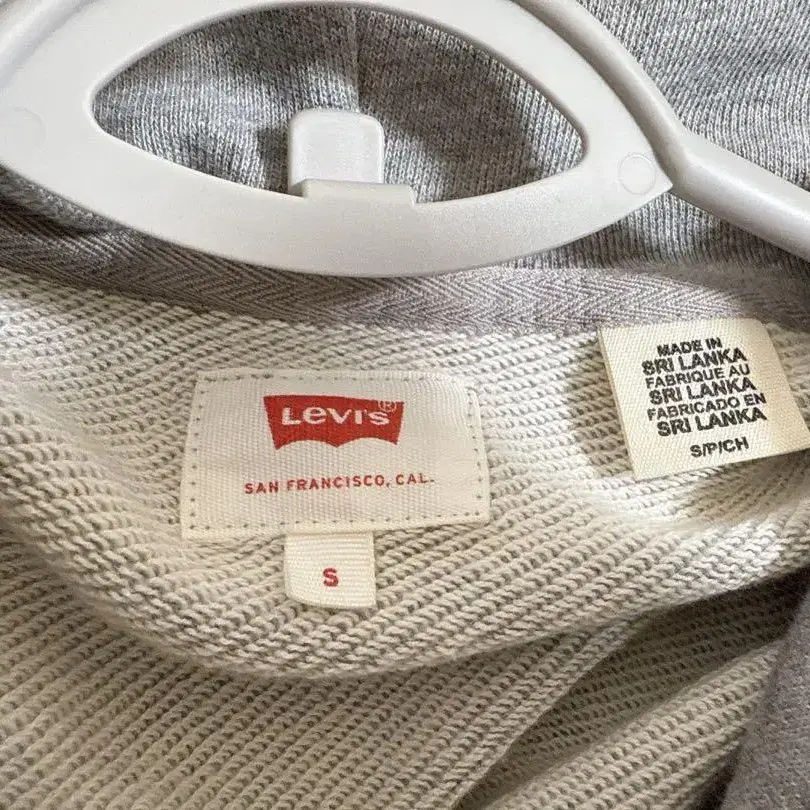 Levi's®
SAN FRANCISCO, CAL.
S
MADE IN
SRI LANKA
FABRIQUE AU
SRI LANKA
FABRICADO EN
SRI LANKA
S/P/CH